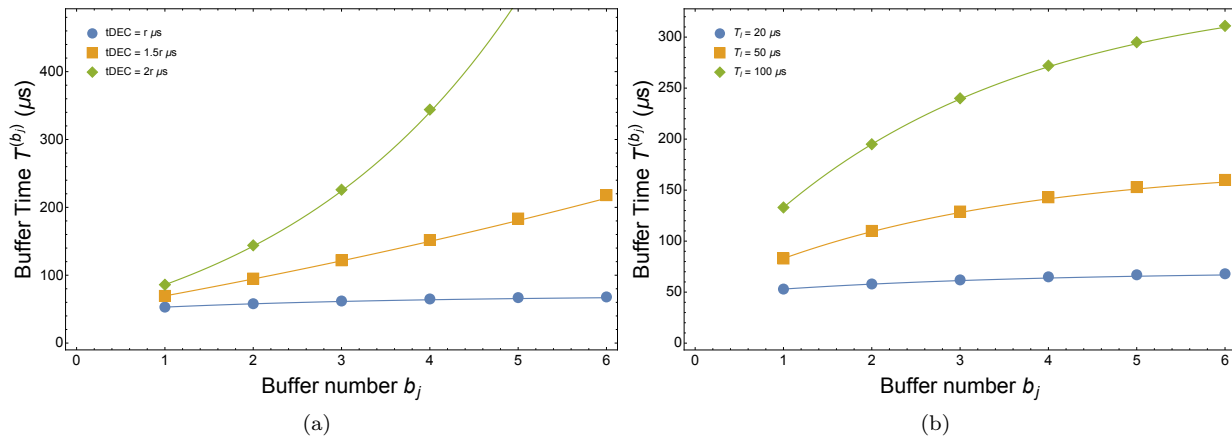 tDEC = r μs
tDEC = 1.5r μs
tDEC = 2r μs
Buffer Time T^(b_j) (μs)
400
300
200
100
0
0 1 2 3 4 5 6
Buffer number b_j
(a)
T_l = 20 μs
T_l = 50 μs
T_l = 100 μs
Buffer Time T^(b_j) (μs)
300
250
200
150
100
50
0
0 1 2 3 4 5 6
Buffer number b_j
(b)